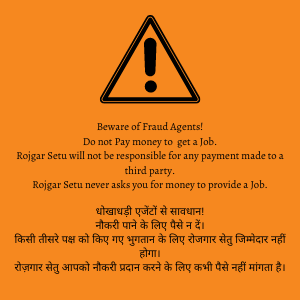 Beware of Fraud Agents!
Do not Pay money to get a Job.
Rojgar Setu will not be responsible for any payment made to a
third party.
Rojgar Setu never asks you for money to provide a Job.
धोखाधड़ी एजेंटों से सावधान!
नौकरी पाने के लिए पैसे न दें।
किसी तीसरे पक्ष को किए गए भुगतान के लिए रोजगार सेतु जिम्मेदार नहीं
होगा।
रोज़गार सेतु आपको नौकरी प्रदान करने के लिए कभी पैसे नहीं मांगता है।